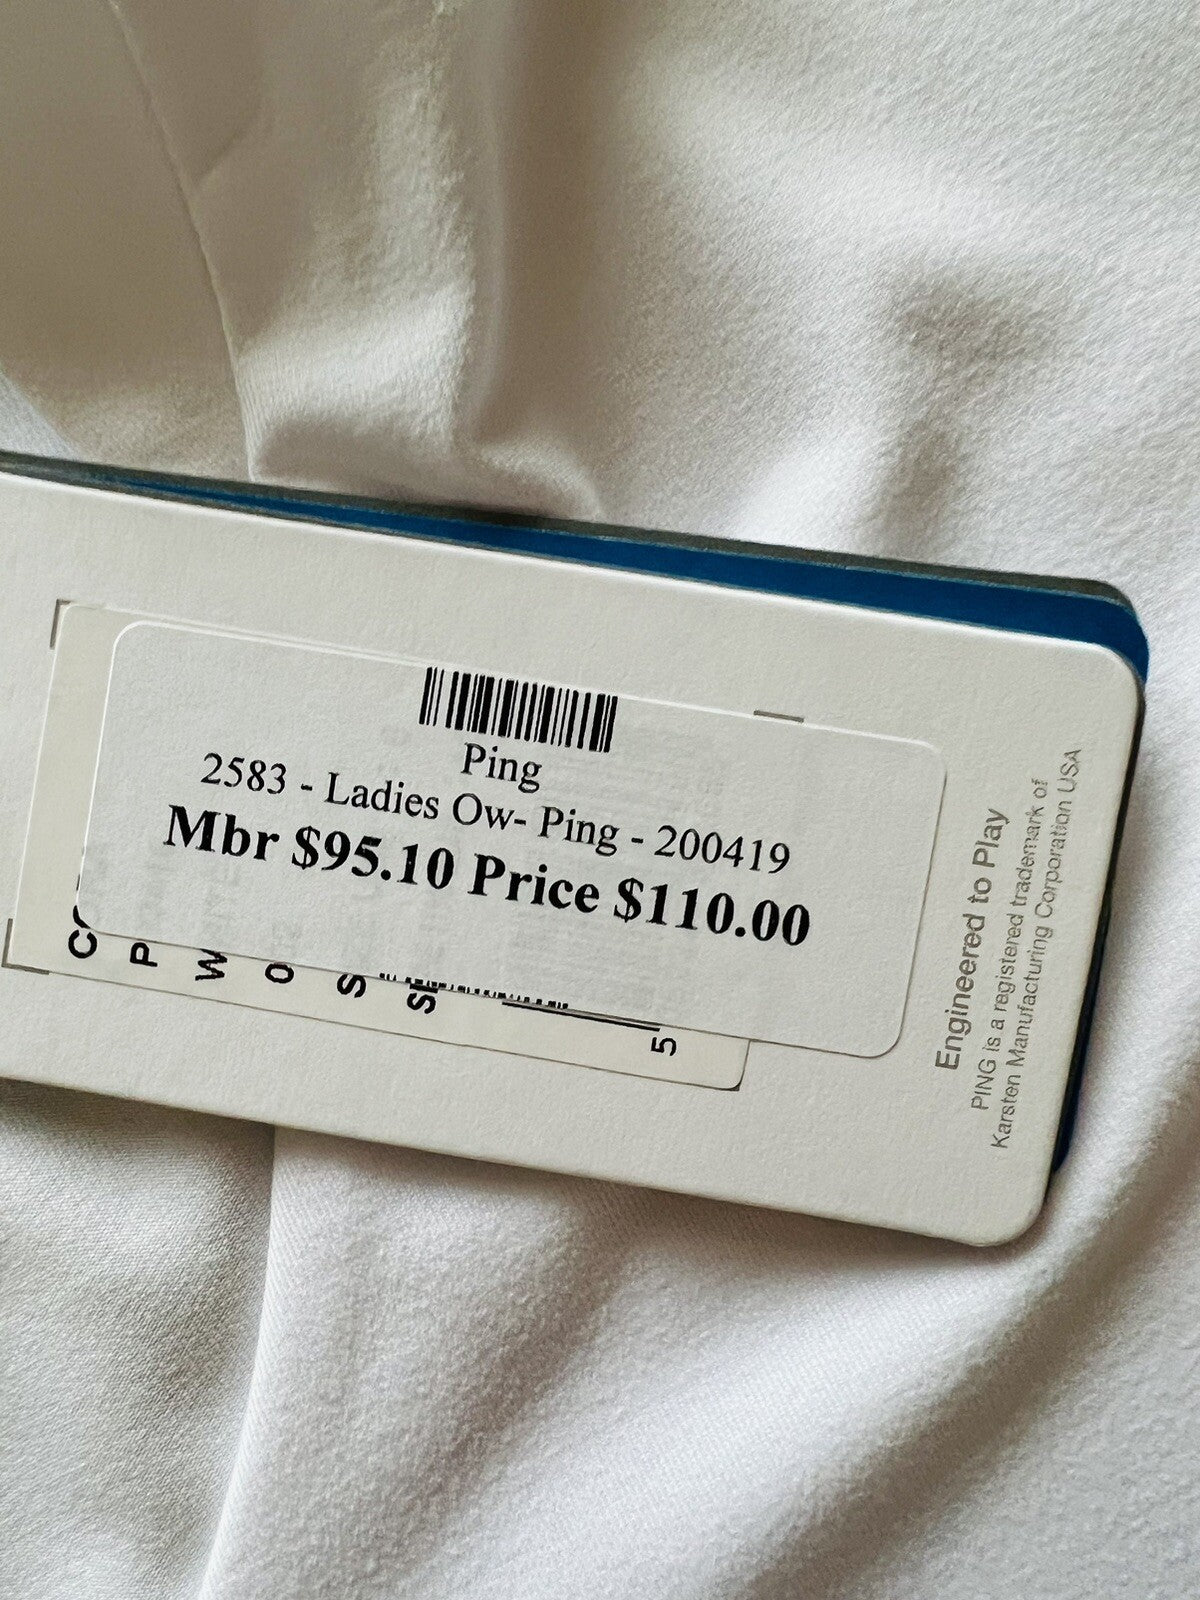 Ping
2583 - Ladies Ow- Ping - 200419
Mbr $95.10 Price $110.00
P
W
O
S
5
Engineered to Play
PING is a registered trademark of
Karsten Manufacturing Corporation USA